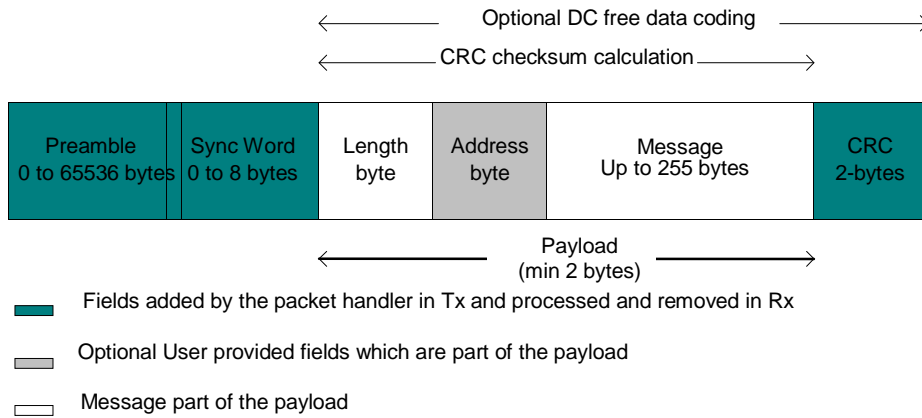 Optional DC free data coding
CRC checksum calculation
Preamble
0 to 65536 bytes
Sync Word
0 to 8 bytes
Length
byte
Address
byte
Message
Up to 255 bytes
CRC
2-bytes
Payload
(min 2 bytes)
Fields added by the packet handler in Tx and processed and removed in Rx
Optional User provided fields which are part of the payload
Message part of the payload